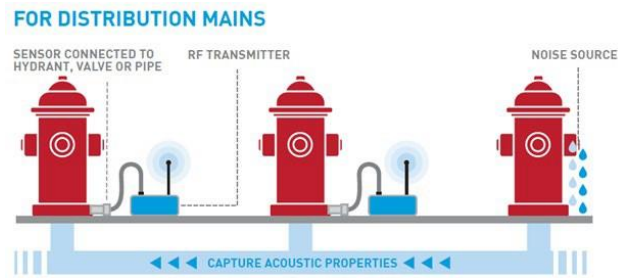 FOR DISTRIBUTION MAINS
SENSOR CONNECTED TO
HYDRANT, VALVE OR PIPE
RF TRANSMITTER
NOISE SOURCE
CAPTURE ACOUSTIC PROPERTIES